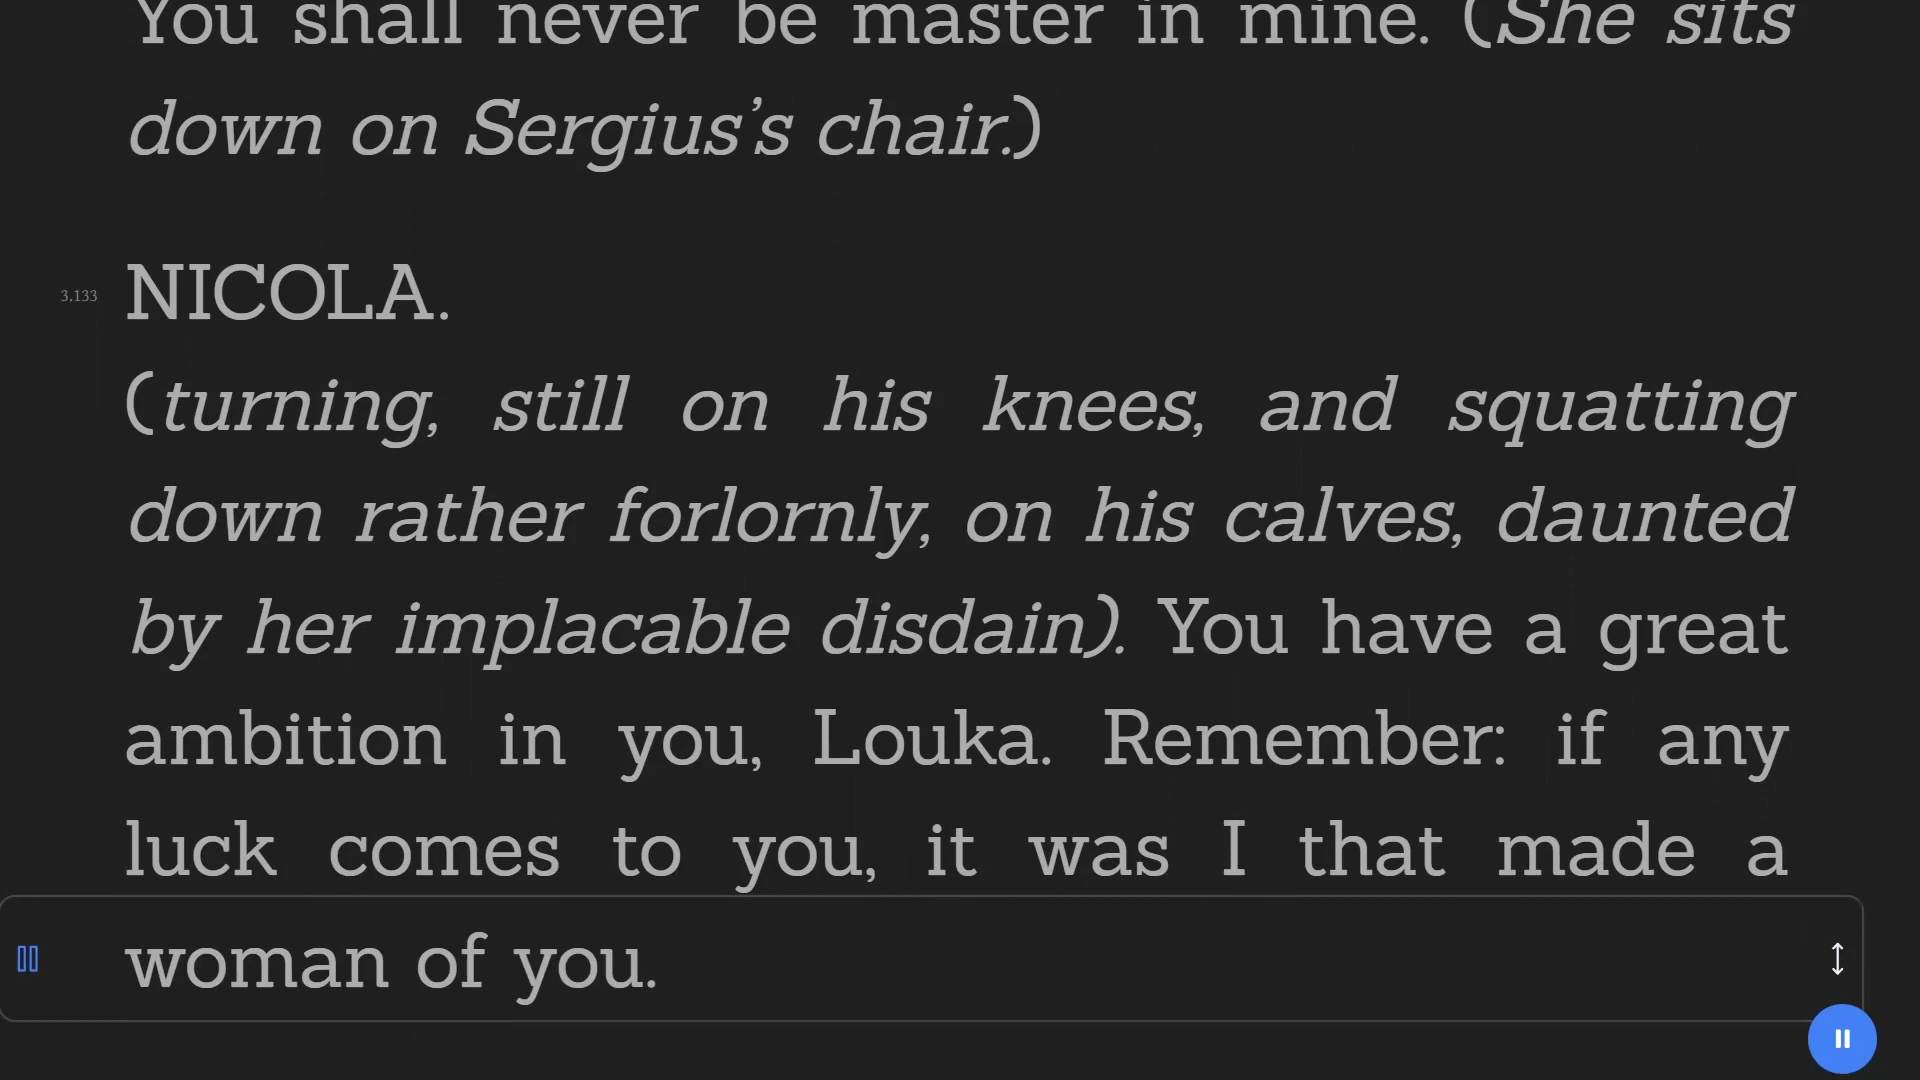 You shall never be master in mine. (She sits
down on Sergius’s chair.)
3.133
NICOLA.
(turning, still on his knees, and squatting
down rather forlornly, on his calves, daunted
by her implacable disdain). You have a great
ambition in you, Louka. Remember: if any
luck comes to you, it was I that made a
woman of you.